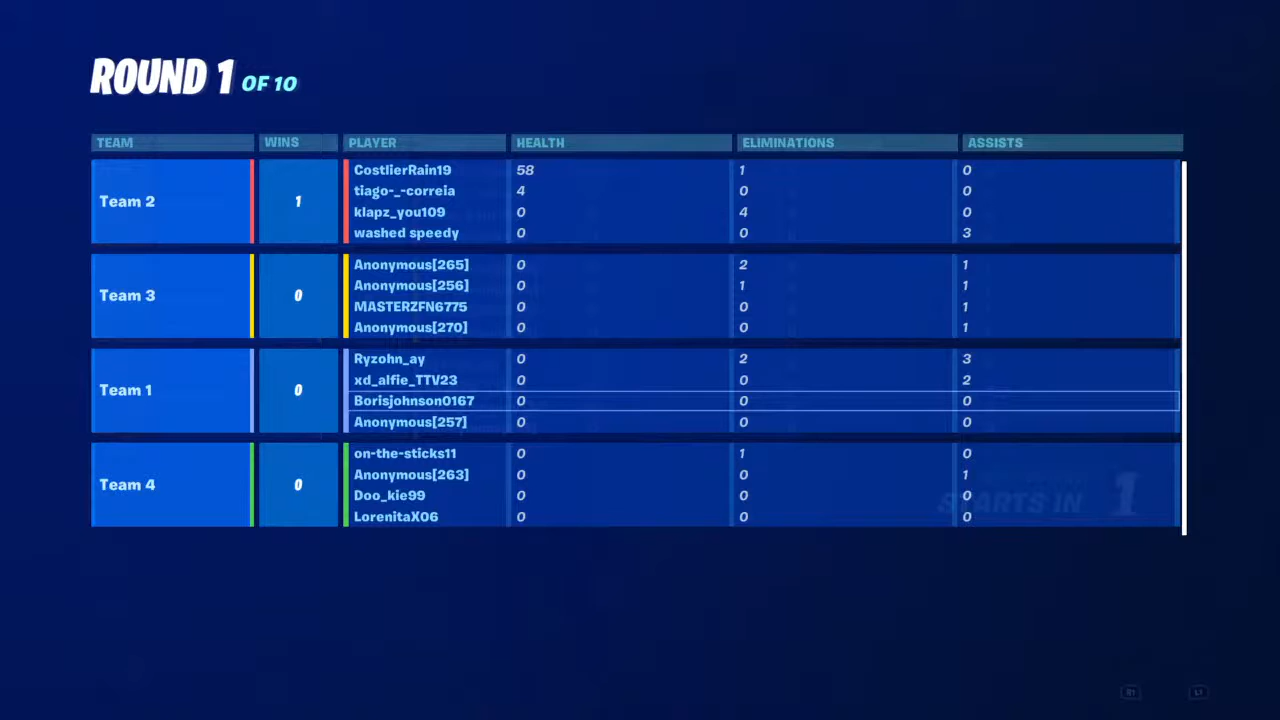 ROUND 1 OF 10
TEAM WINS PLAYER HEALTH ELIMINATIONS ASSISTS
Team 2 1
CostlierRain19 58 1 0
tiago-_-correia 4 0 0
klapz_you109 0 4 0
washed speedy 0 0 3
Team 3 0
Anonymous[265] 0 2 1
Anonymous[256] 0 1 1
MASTERZFN6775 0 0 1
Anonymous[270] 0 0 1
Team 1 0
Ryzohn_ay 0 2 3
xd_alfie_TTV23 0 0 2
Borisjohnson0167 0 0 0
Anonymous[257] 0 0 0
Team 4 0
on-the-sticks11 0 1 0
Anonymous[263] 0 0 1
Doo_kie99 0 0 0
LorenitaX06 0 0 0
STARTS IN 1
R1 L1